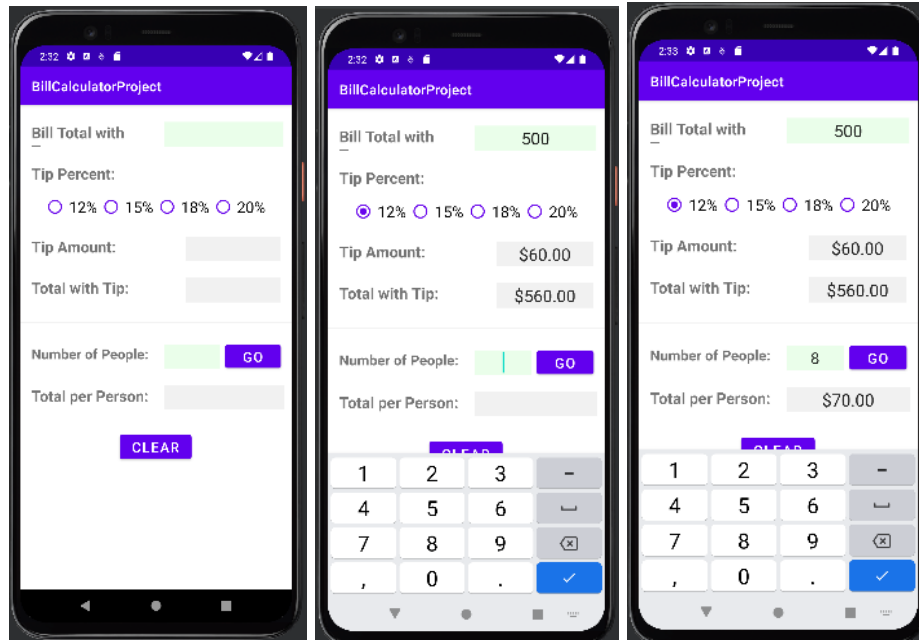 2:32
BillCalculatorProject
Bill Total with
Tip Percent:
12% 15% 18% 20%
Tip Amount:
Total with Tip:
Number of People: GO
Total per Person:
CLEAR
2:32
BillCalculatorProject
Bill Total with 500
Tip Percent:
12% 15% 18% 20%
Tip Amount: $60.00
Total with Tip: $560.00
Number of People: GO
Total per Person:
CLEAR
1 2 3 -
4 5 6
7 8 9
, 0 .
2:33
BillCalculatorProject
Bill Total with 500
Tip Percent:
12% 15% 18% 20%
Tip Amount: $60.00
Total with Tip: $560.00
Number of People: 8 GO
Total per Person: $70.00
CLEAR
1 2 3 -
4 5 6
7 8 9
, 0 .